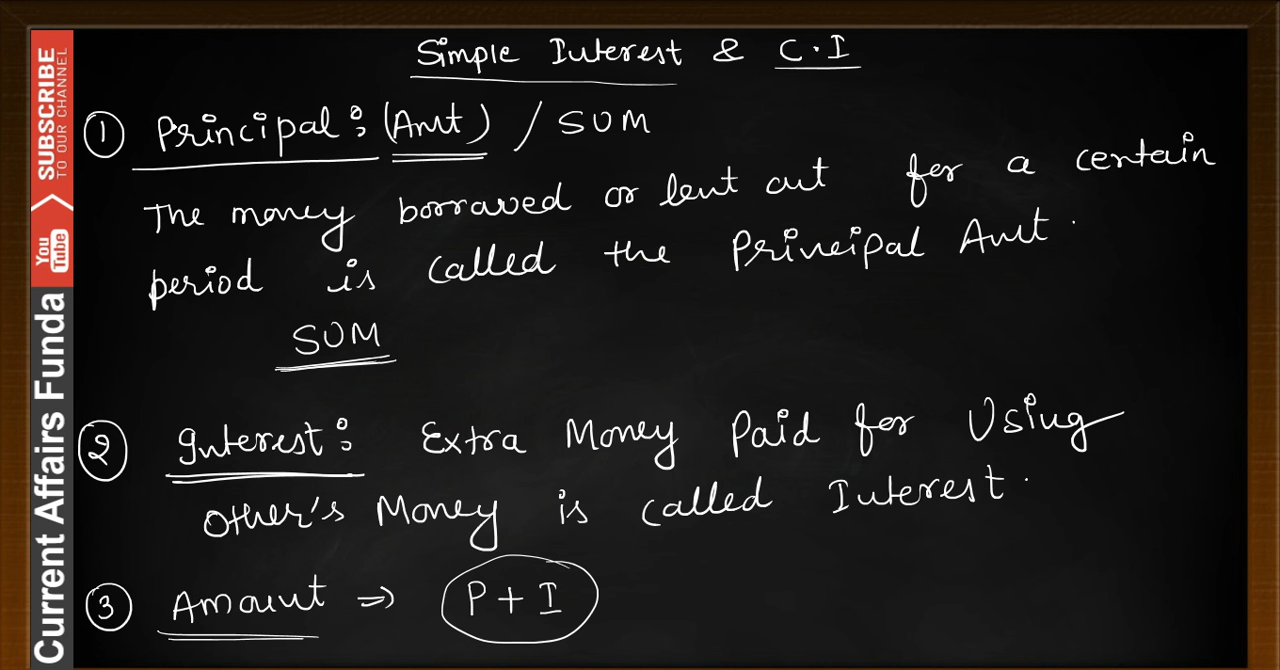 Simple Interest & C.I
① Principal : (Amt) / SUM
The money borrowed or lent out for a certain
period is called the Principal Amt.
SUM
② Interest : Extra Money Paid for Using
Other's Money is called Interest.
③ Amount ⇒ P + I
SUBSCRIBE
TO OUR CHANNEL
You Tube
Current Affairs Funda